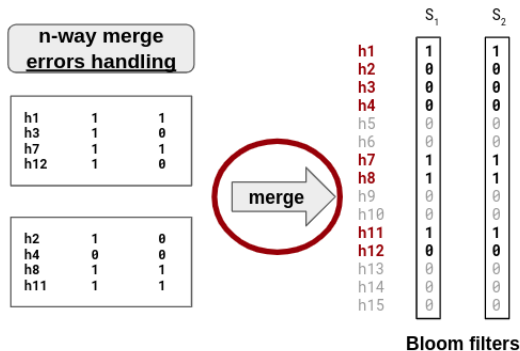 n-way merge
errors handling
h1 1 1
h3 1 0
h7 1 1
h12 1 0
h2 1 0
h4 0 0
h8 1 1
h11 1 1
merge
S1 S2
h1 1 1
h2 0 0
h3 0 0
h4 0 0
h5 0 0
h6 0 0
h7 1 1
h8 1 1
h9 0 0
h10 0 0
h11 1 1
h12 0 0
h13 0 0
h14 0 0
h15 0 0
Bloom filters